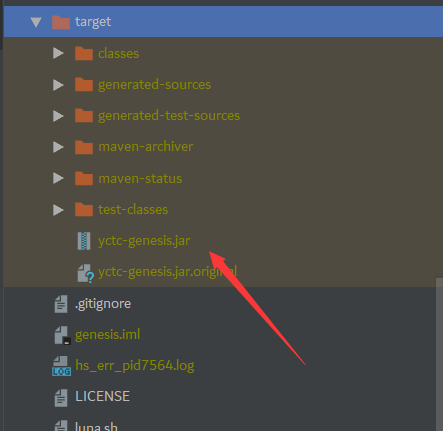 target
classes
generated-sources
generated-test-sources
maven-archiver
maven-status
test-classes
yctc-genesis.jar
yctc-genesis.jar.original
.gitignore
genesis.iml
LOG hs_err_pid7564.log
LICENSE
luna.sh